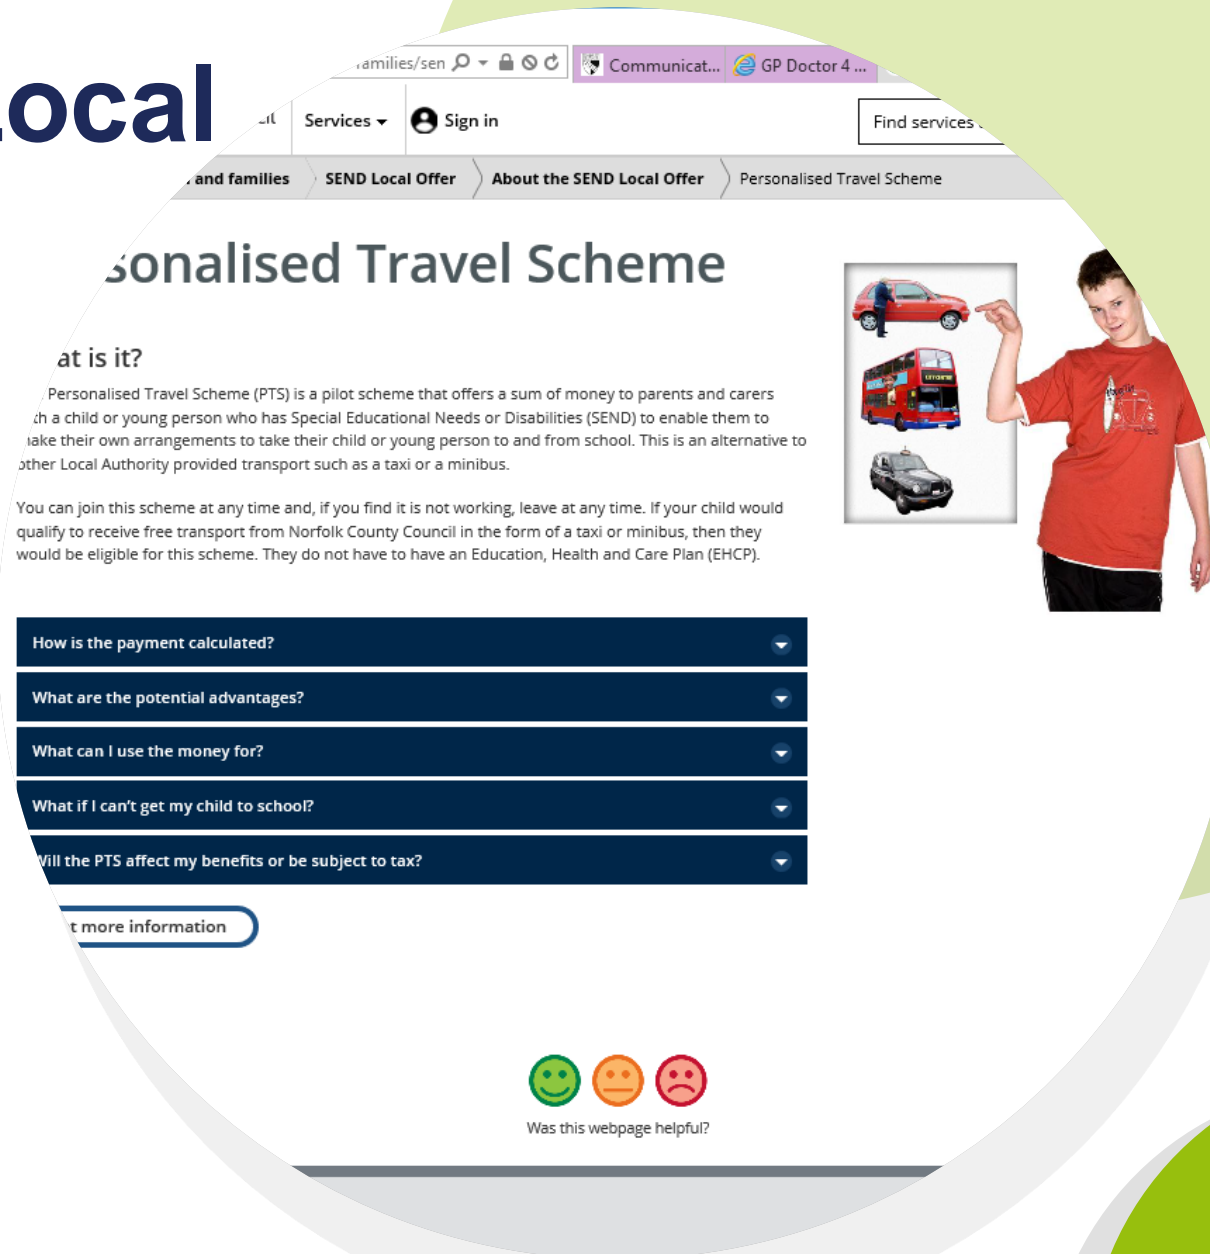 Local
families/sen
Communicat...
GP Doctor 4 ...
Services
Sign in
Find services
and families
SEND Local Offer
About the SEND Local Offer
Personalised Travel Scheme
sonalised Travel Scheme
at is it?
Personalised Travel Scheme (PTS) is a pilot scheme that offers a sum of money to parents and carers
h a child or young person who has Special Educational Needs or Disabilities (SEND) to enable them to
make their own arrangements to take their child or young person to and from school. This is an alternative to
other Local Authority provided transport such as a taxi or a minibus.
You can join this scheme at any time and, if you find it is not working, leave at any time. If your child would
qualify to receive free transport from Norfolk County Council in the form of a taxi or minibus, then they
would be eligible for this scheme. They do not have to have an Education, Health and Care Plan (EHCP).
How is the payment calculated?
What are the potential advantages?
What can I use the money for?
What if I can't get my child to school?
Will the PTS affect my benefits or be subject to tax?
t more information
Was this webpage helpful?